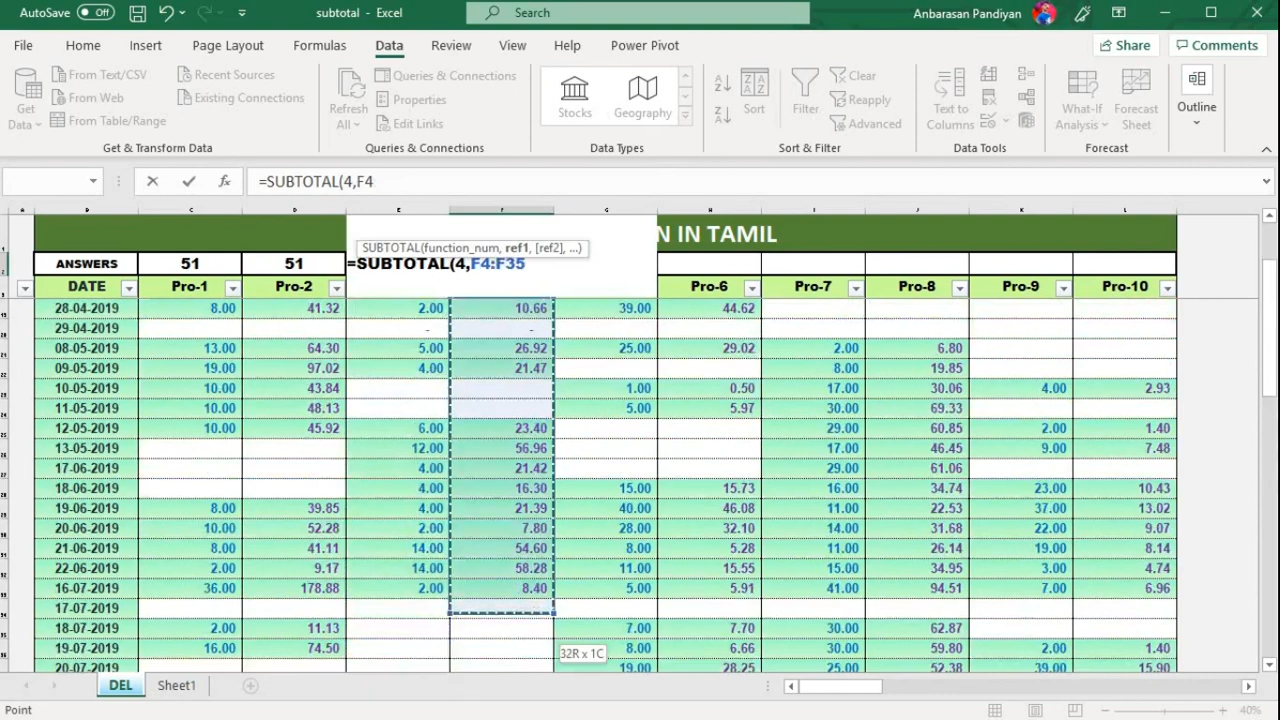 AutoSave Off subtotal - Excel Search Anbarasan Pandiyan
File Home Insert Page Layout Formulas Data Review View Help Power Pivot Share Comments
From Text/CSV Recent Sources Queries & Connections Clear
From Web Existing Connections Properties Reapply
From Table/Range Edit Links Advanced
Get Data Refresh All Stocks Geography Sort Filter Text to Columns What-If Analysis Forecast Sheet Outline
Get & Transform Data Queries & Connections Data Types Sort & Filter Data Tools Forecast
=SUBTOTAL(4,F4
N IN TAMIL
SUBTOTAL(function_num, ref1, [ref2], ...)
ANSWERS 51 51 =SUBTOTAL(4,F4:F35
DATE Pro-1 Pro-2 Pro-6 Pro-7 Pro-8 Pro-9 Pro-10
28-04-2019 8.00 41.32 2.00 10.66 39.00 44.62
29-04-2019 - -
08-05-2019 13.00 64.30 5.00 26.92 25.00 29.02 2.00 6.80
09-05-2019 19.00 97.02 4.00 21.47 8.00 19.85
10-05-2019 10.00 43.84 1.00 0.50 17.00 30.06 4.00 2.93
11-05-2019 10.00 48.13 5.00 5.97 30.00 69.33
12-05-2019 10.00 45.92 6.00 23.40 29.00 60.85 2.00 1.40
13-05-2019 12.00 56.96 17.00 46.45 9.00 7.48
17-06-2019 4.00 21.42 29.00 61.06
18-06-2019 4.00 16.30 15.00 15.73 16.00 34.74 23.00 10.43
19-06-2019 8.00 39.85 4.00 21.39 40.00 46.08 11.00 22.53 37.00 13.02
20-06-2019 10.00 52.28 2.00 7.80 28.00 32.10 14.00 31.68 22.00 9.07
21-06-2019 8.00 41.11 14.00 54.60 8.00 5.28 11.00 26.14 19.00 8.14
22-06-2019 2.00 9.17 14.00 58.28 11.00 15.55 15.00 34.95 3.00 4.74
16-07-2019 36.00 178.88 2.00 8.40 5.00 5.91 41.00 94.51 7.00 6.96
17-07-2019
18-07-2019 2.00 11.13 7.00 7.70 30.00 62.87
19-07-2019 16.00 74.50 8.00 6.66 30.00 59.80 2.00 1.40
32R x 1C
20-07-2019 19.00 28.25 25.00 52.38 39.00 15.90
DEL Sheet1
Point 40%